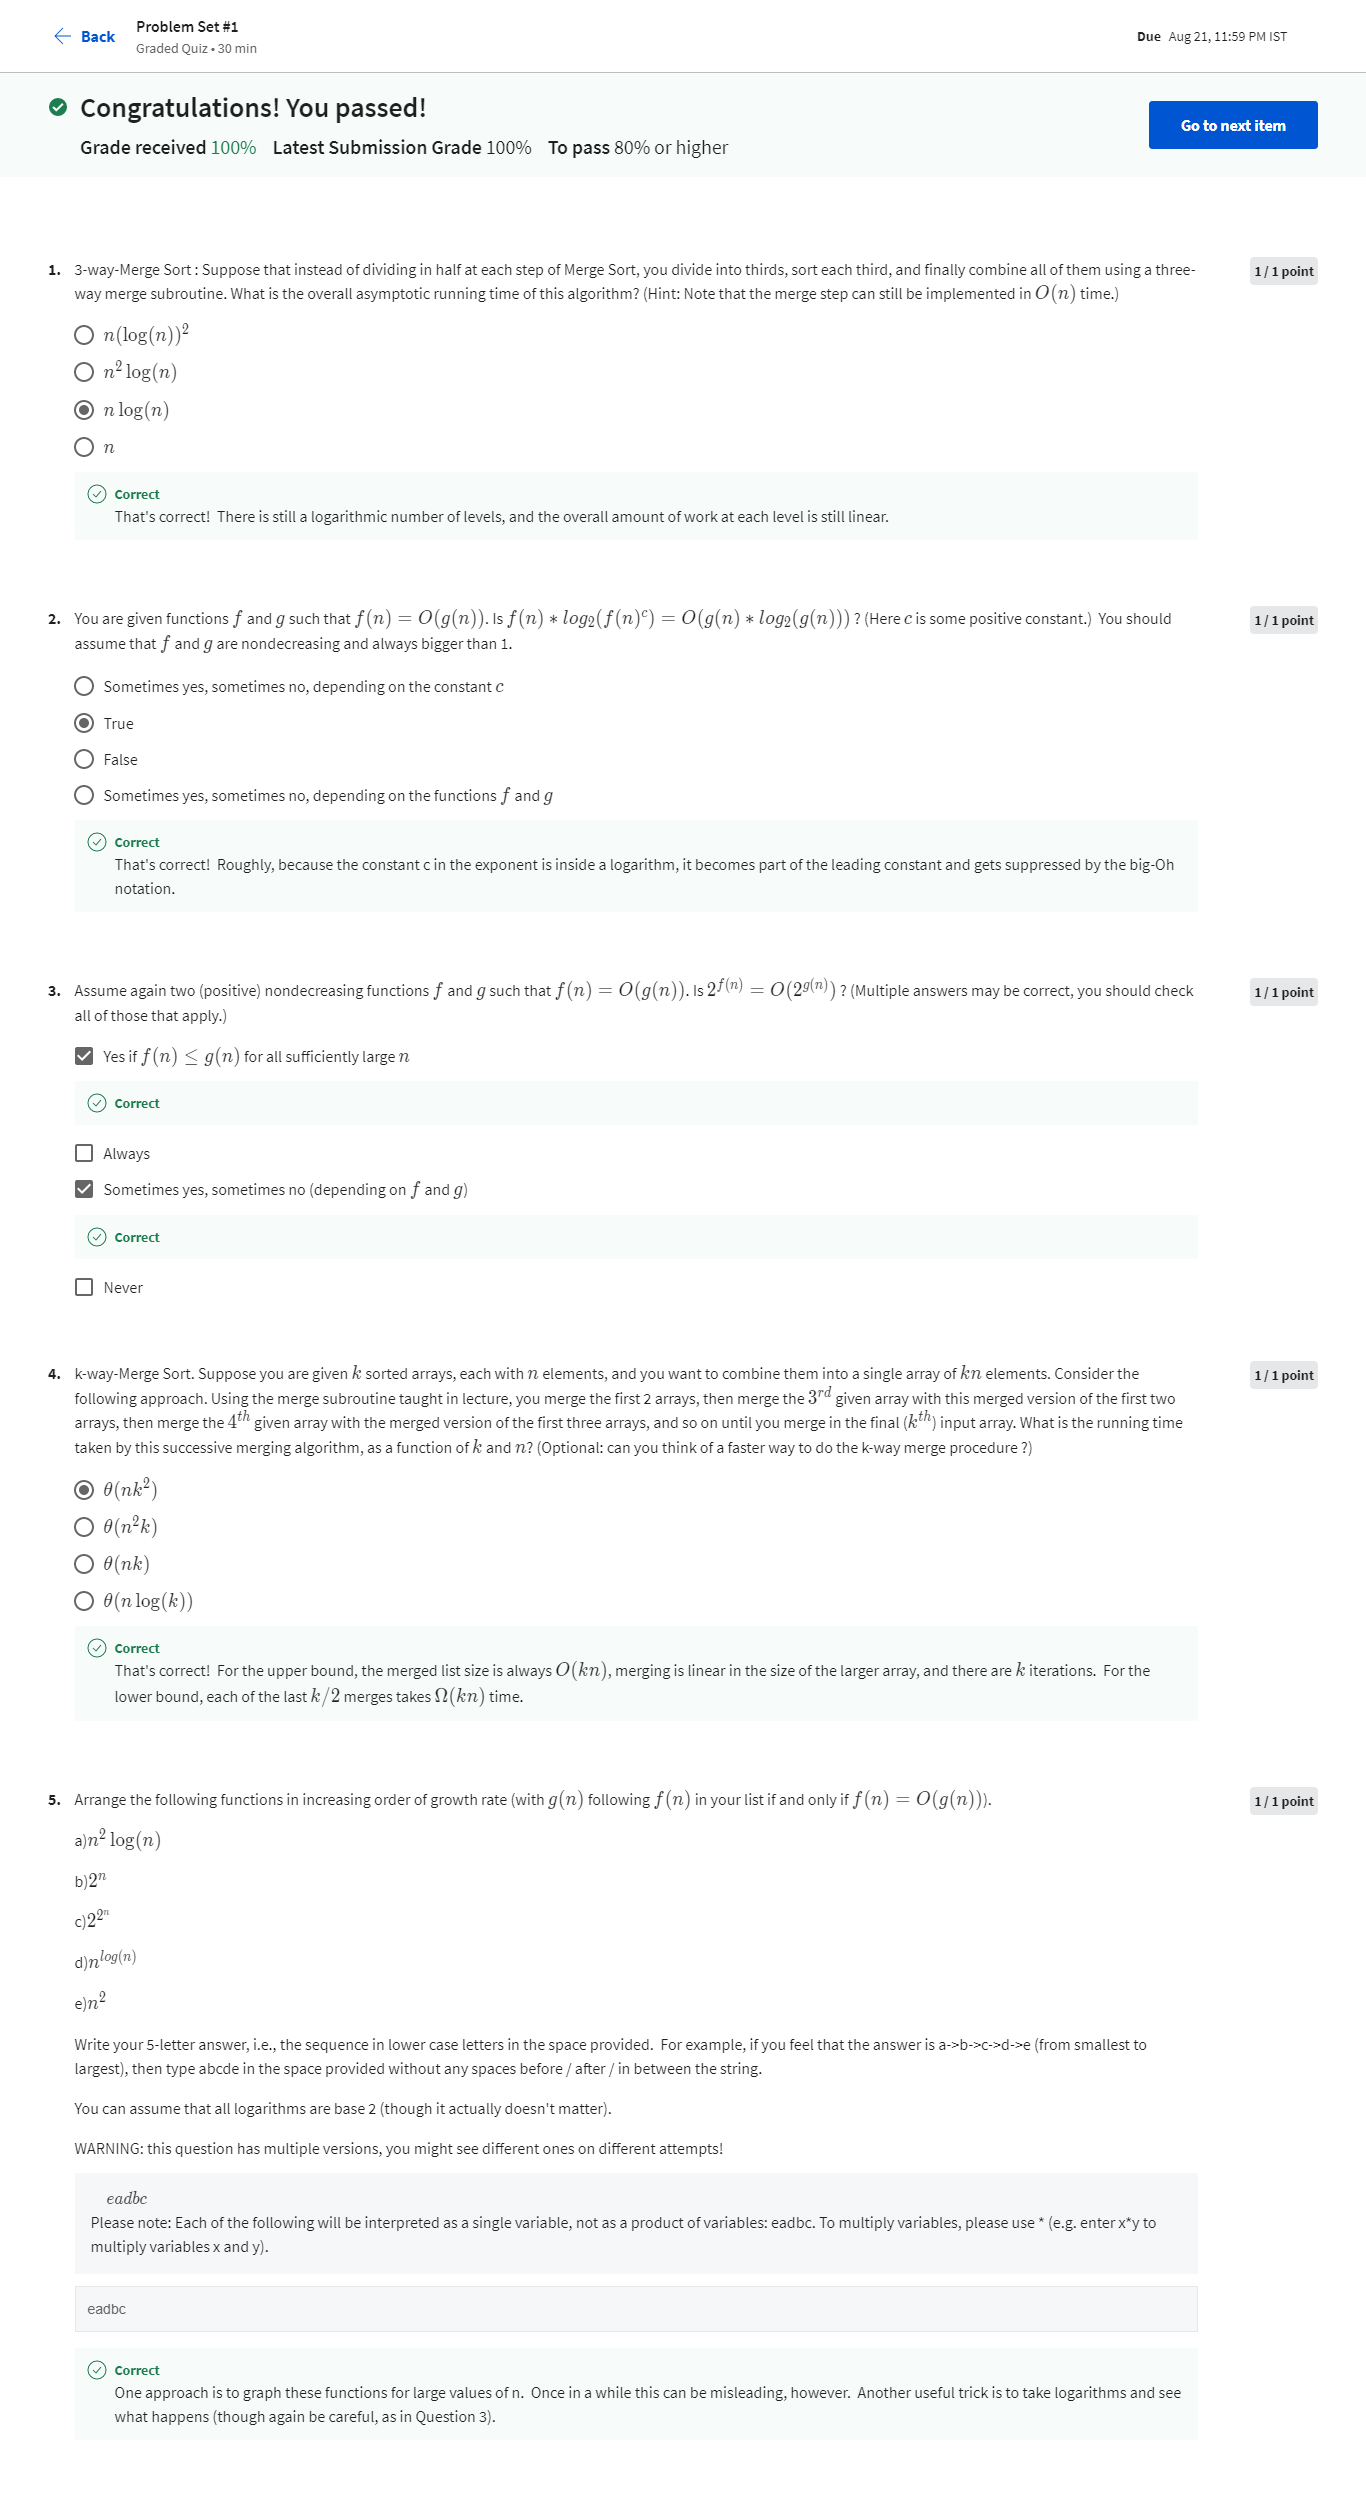 Back
Problem Set #1
Graded Quiz • 30 min
Due Aug 21, 11:59 PM IST
Congratulations! You passed!
Grade received 100% Latest Submission Grade 100% To pass 80% or higher
Go to next item
1. 3-way-Merge Sort : Suppose that instead of dividing in half at each step of Merge Sort, you divide into thirds, sort each third, and finally combine all of them using a three-
way merge subroutine. What is the overall asymptotic running time of this algorithm? (Hint: Note that the merge step can still be implemented in O(n) time.)
1 / 1 point
n(log(n))²
n² log(n)
n log(n)
n
Correct
That's correct! There is still a logarithmic number of levels, and the overall amount of work at each level is still linear.
2. You are given functions f and g such that f(n) = O(g(n)). Is f(n) ∗ log₂(f(n)ᶜ) = O(g(n) ∗ log₂(g(n))) ? (Here c is some positive constant.) You should
assume that f and g are nondecreasing and always bigger than 1.
1 / 1 point
Sometimes yes, sometimes no, depending on the constant c
True
False
Sometimes yes, sometimes no, depending on the functions f and g
Correct
That's correct! Roughly, because the constant c in the exponent is inside a logarithm, it becomes part of the leading constant and gets suppressed by the big-Oh
notation.
3. Assume again two (positive) nondecreasing functions f and g such that f(n) = O(g(n)). Is 2^f(n) = O(2^g(n)) ? (Multiple answers may be correct, you should check
all of those that apply.)
1 / 1 point
Yes if f(n) ≤ g(n) for all sufficiently large n
Correct
Always
Sometimes yes, sometimes no (depending on f and g)
Correct
Never
4. k-way-Merge Sort. Suppose you are given k sorted arrays, each with n elements, and you want to combine them into a single array of kn elements. Consider the
following approach. Using the merge subroutine taught in lecture, you merge the first 2 arrays, then merge the 3^rd given array with this merged version of the first two
arrays, then merge the 4^th given array with the merged version of the first three arrays, and so on until you merge in the final (k^th) input array. What is the running time
taken by this successive merging algorithm, as a function of k and n? (Optional: can you think of a faster way to do the k-way merge procedure ?)
1 / 1 point
θ(nk²)
θ(n²k)
θ(nk)
θ(n log(k))
Correct
That's correct! For the upper bound, the merged list size is always O(kn), merging is linear in the size of the larger array, and there are k iterations. For the
lower bound, each of the last k/2 merges takes Ω(kn) time.
5. Arrange the following functions in increasing order of growth rate (with g(n) following f(n) in your list if and only if f(n) = O(g(n))).
1 / 1 point
a)n² log(n)
b)2^n
c)2^2^n
d)n^log(n)
e)n²
Write your 5-letter answer, i.e., the sequence in lower case letters in the space provided. For example, if you feel that the answer is a->b->c->d->e (from smallest to
largest), then type abcde in the space provided without any spaces before / after / in between the string.
You can assume that all logarithms are base 2 (though it actually doesn't matter).
WARNING: this question has multiple versions, you might see different ones on different attempts!
eadbc
Please note: Each of the following will be interpreted as a single variable, not as a product of variables: eadbc. To multiply variables, please use * (e.g. enter x*y to
multiply variables x and y).
eadbc
Correct
One approach is to graph these functions for large values of n. Once in a while this can be misleading, however. Another useful trick is to take logarithms and see
what happens (though again be careful, as in Question 3).